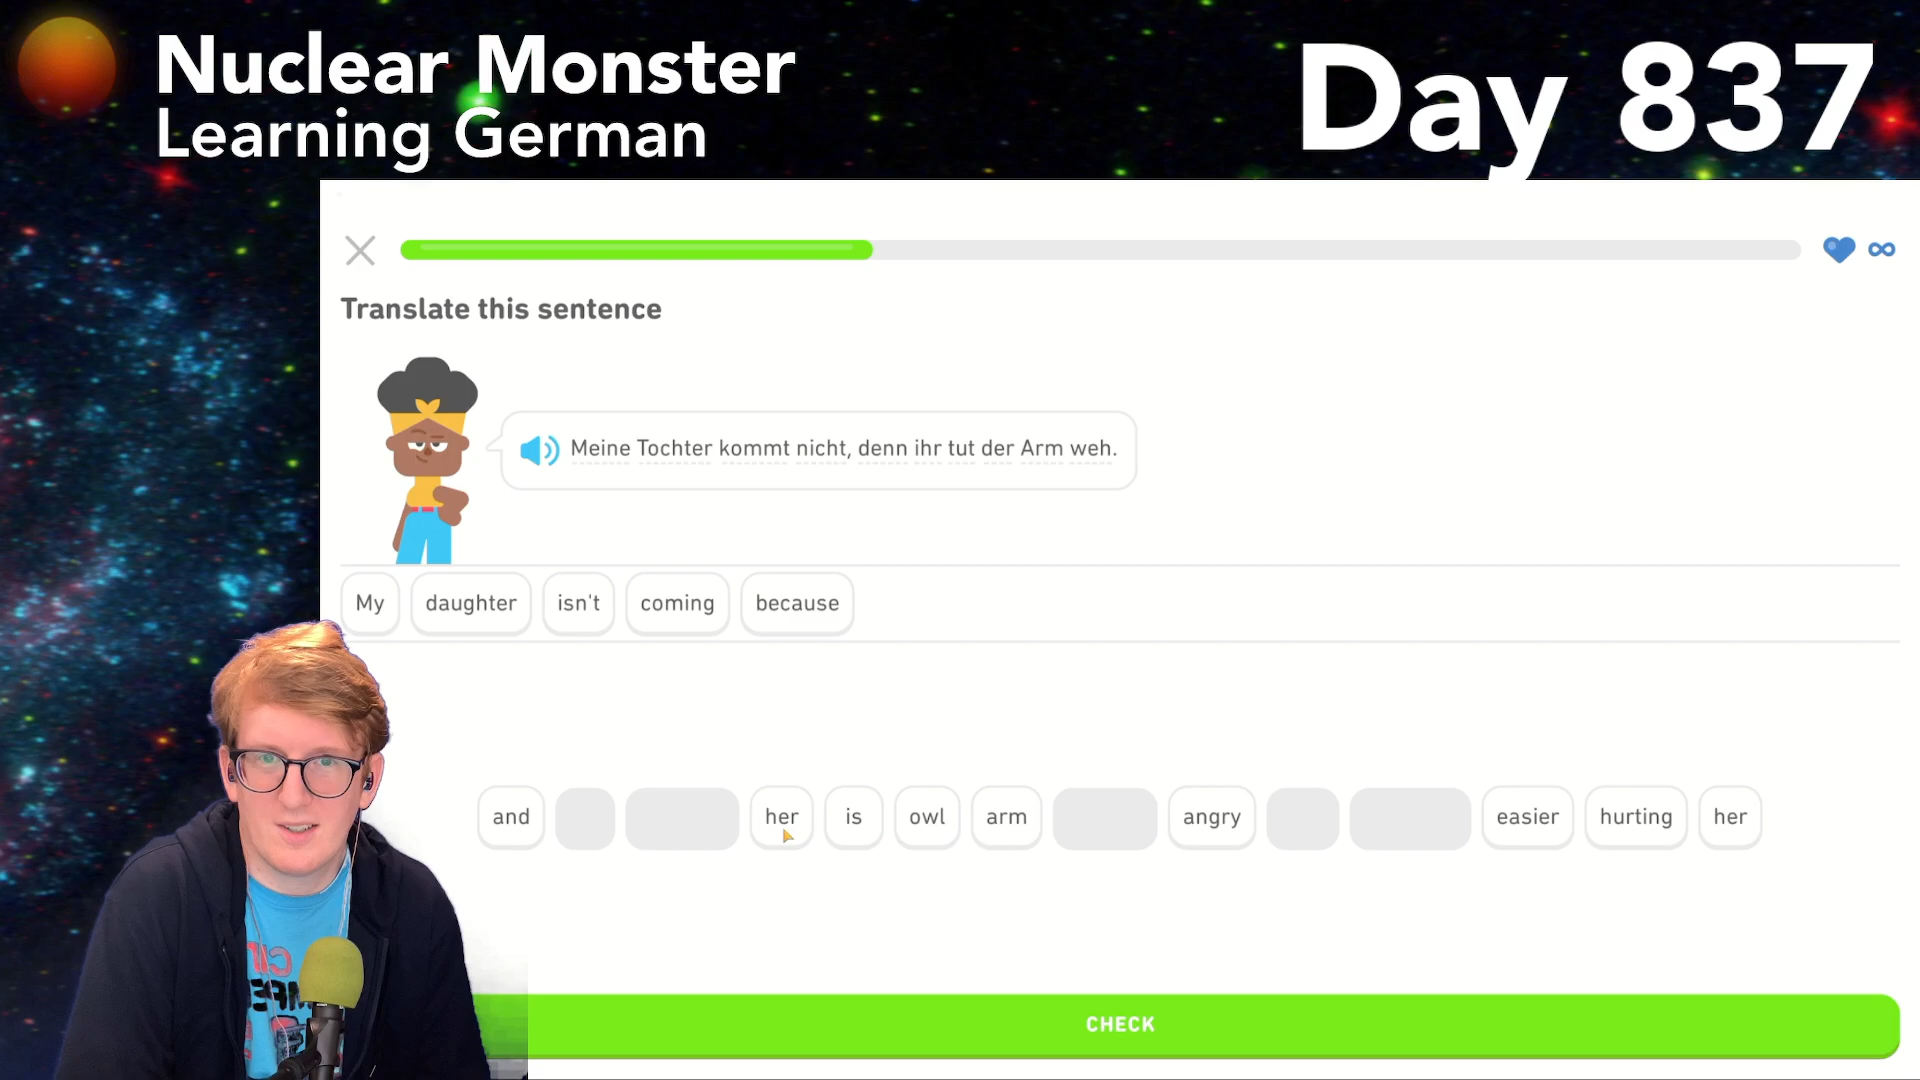 Nuclear Monster
Learning German
Day 837
Translate this sentence
Meine Tochter kommt nicht, denn ihr tut der Arm weh.
My daughter isn't coming because
and her is owl arm angry easier hurting her
CHECK